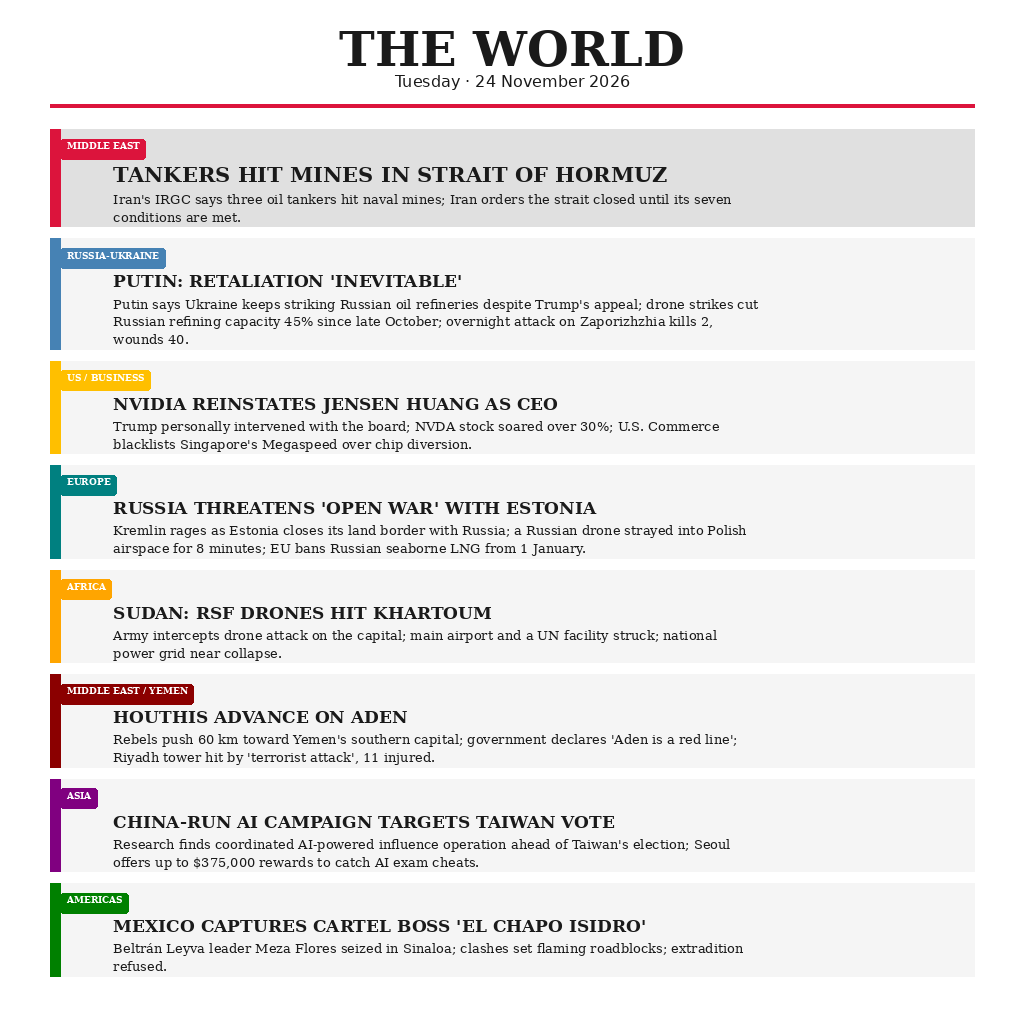 THE WORLD
Tuesday · 24 November 2026
MIDDLE EAST
TANKERS HIT MINES IN STRAIT OF HORMUZ
Iran's IRGC says three oil tankers hit naval mines; Iran orders the strait closed until its seven
conditions are met.
RUSSIA-UKRAINE
PUTIN: RETALIATION 'INEVITABLE'
Putin says Ukraine keeps striking Russian oil refineries despite Trump's appeal; drone strikes cut
Russian refining capacity 45% since late October; overnight attack on Zaporizhzhia kills 2,
wounds 40.
US / BUSINESS
NVIDIA REINSTATES JENSEN HUANG AS CEO
Trump personally intervened with the board; NVDA stock soared over 30%; U.S. Commerce
blacklists Singapore's Megaspeed over chip diversion.
EUROPE
RUSSIA THREATENS 'OPEN WAR' WITH ESTONIA
Kremlin rages as Estonia closes its land border with Russia; a Russian drone strayed into Polish
airspace for 8 minutes; EU bans Russian seaborne LNG from 1 January.
AFRICA
SUDAN: RSF DRONES HIT KHARTOUM
Army intercepts drone attack on the capital; main airport and a UN facility struck; national
power grid near collapse.
MIDDLE EAST / YEMEN
HOUTHIS ADVANCE ON ADEN
Rebels push 60 km toward Yemen's southern capital; government declares 'Aden is a red line';
Riyadh tower hit by 'terrorist attack', 11 injured.
ASIA
CHINA-RUN AI CAMPAIGN TARGETS TAIWAN VOTE
Research finds coordinated AI-powered influence operation ahead of Taiwan's election; Seoul
offers up to $375,000 rewards to catch AI exam cheats.
AMERICAS
MEXICO CAPTURES CARTEL BOSS 'EL CHAPO ISIDRO'
Beltrán Leyva leader Meza Flores seized in Sinaloa; clashes set flaming roadblocks; extradition
refused.